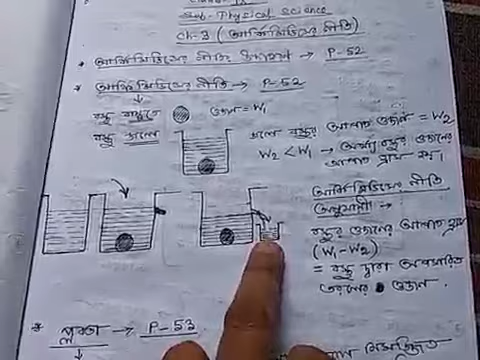 Sub- Physical Science
Ch-3 (আর্কিমিডিসের নীতি)
* আর্কিমিডিসের নীতির উদাহরণ → P-52
* আর্কিমিডিসের নীতি → P-52
বস্তু বায়ুতে ওজন = W₁
বস্তু জলে জলে বস্তুর আপাত ওজন = W₂
W₂ < W₁ → অর্থাৎ বস্তুর ওজনের
আপাত হ্রাস হয়।
আর্কিমিডিসের নীতি
অনুযায়ী →
বস্তুর ওজনের আপাত হ্রাস
(W₁-W₂)
= বস্তু দ্বারা অপসারিত
তরলের ওজন.
* প্লবতা → P-53